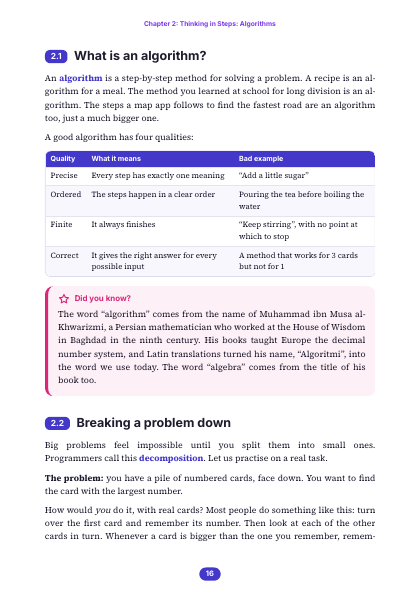 Chapter 2: Thinking in Steps: Algorithms
2.1 What is an algorithm?
An algorithm is a step-by-step method for solving a problem. A recipe is an al-
gorithm for a meal. The method you learned at school for long division is an al-
gorithm. The steps a map app follows to find the fastest road are an algorithm
too, just a much bigger one.
A good algorithm has four qualities:
Quality What it means Bad example
Precise Every step has exactly one meaning “Add a little sugar”
Ordered The steps happen in a clear order Pouring the tea before boiling the
water
Finite It always finishes “Keep stirring”, with no point at
which to stop
Correct It gives the right answer for every A method that works for 3 cards
possible input but not for 1
Did you know?
The word “algorithm” comes from the name of Muhammad ibn Musa al-
Khwarizmi, a Persian mathematician who worked at the House of Wisdom
in Baghdad in the ninth century. His books taught Europe the decimal
number system, and Latin translations turned his name, “Algoritmi”, into
the word we use today. The word “algebra” comes from the title of his
book too.
2.2 Breaking a problem down
Big problems feel impossible until you split them into small ones.
Programmers call this decomposition. Let us practise on a real task.
The problem: you have a pile of numbered cards, face down. You want to find
the card with the largest number.
How would you do it, with real cards? Most people do something like this: turn
over the first card and remember its number. Then look at each of the other
cards in turn. Whenever a card is bigger than the one you remember, remem-
16